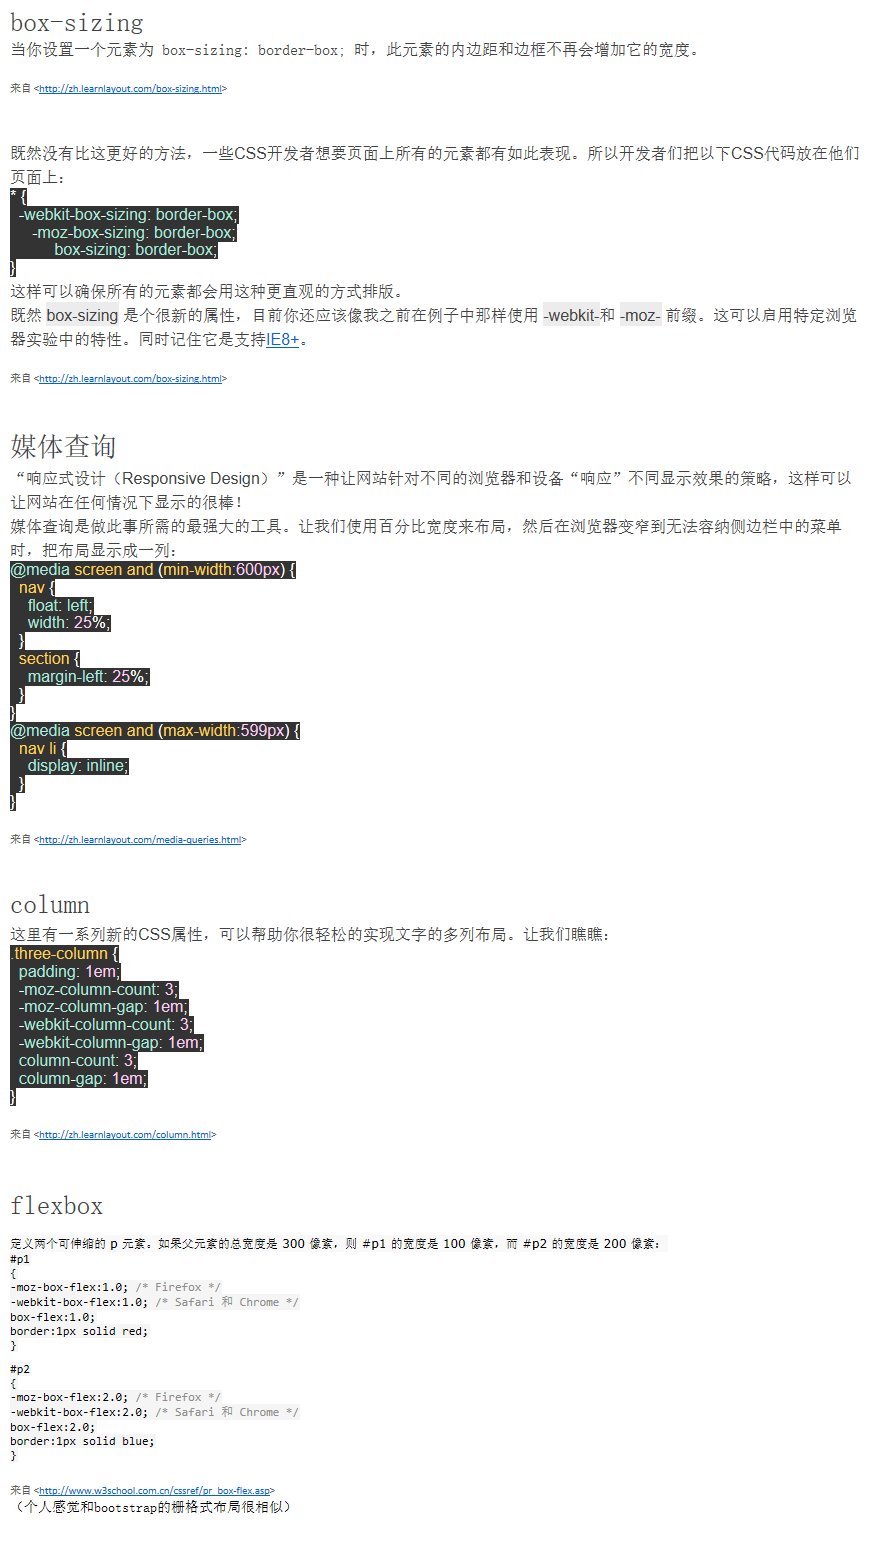 box-sizing
当你设置一个元素为 box-sizing: border-box; 时，此元素的内边距和边框不再会增加它的宽度。
来自 <http://zh.learnlayout.com/box-sizing.html>
既然没有比这更好的方法，一些CSS开发者想要页面上所有的元素都有如此表现。所以开发者们把以下CSS代码放在他们
页面上：
* {
-webkit-box-sizing: border-box;
-moz-box-sizing: border-box;
box-sizing: border-box;
}
这样可以确保所有的元素都会用这种更直观的方式排版。
既然 box-sizing 是个很新的属性，目前你还应该像我之前在例子中那样使用 -webkit-和 -moz- 前缀。这可以启用特定浏览
器实验中的特性。同时记住它是支持IE8+。
来自 <http://zh.learnlayout.com/box-sizing.html>
媒体查询
“响应式设计（Responsive Design）”是一种让网站针对不同的浏览器和设备“响应”不同显示效果的策略，这样可以
让网站在任何情况下显示的很棒！
媒体查询是做此事所需的最强大的工具。让我们使用百分比宽度来布局，然后在浏览器变窄到无法容纳侧边栏中的菜单
时，把布局显示成一列：
@media screen and (min-width:600px) {
nav {
float: left;
width: 25%;
}
section {
margin-left: 25%;
}
}
@media screen and (max-width:599px) {
nav li {
display: inline;
}
}
来自 <http://zh.learnlayout.com/media-queries.html>
column
这里有一系列新的CSS属性，可以帮助你很轻松的实现文字的多列布局。让我们瞧瞧：
.three-column {
padding: 1em;
-moz-column-count: 3;
-moz-column-gap: 1em;
-webkit-column-count: 3;
-webkit-column-gap: 1em;
column-count: 3;
column-gap: 1em;
}
来自 <http://zh.learnlayout.com/column.html>
flexbox
定义两个可伸缩的 p 元素。如果父元素的总宽度是 300 像素，则 #p1 的宽度是 100 像素，而 #p2 的宽度是 200 像素：
#p1
{
-moz-box-flex:1.0; /* Firefox */
-webkit-box-flex:1.0; /* Safari 和 Chrome */
box-flex:1.0;
border:1px solid red;
}
#p2
{
-moz-box-flex:2.0; /* Firefox */
-webkit-box-flex:2.0; /* Safari 和 Chrome */
box-flex:2.0;
border:1px solid blue;
}
来自 <http://www.w3school.com.cn/cssref/pr_box-flex.asp>
（个人感觉和bootstrap的栅格式布局很相似）